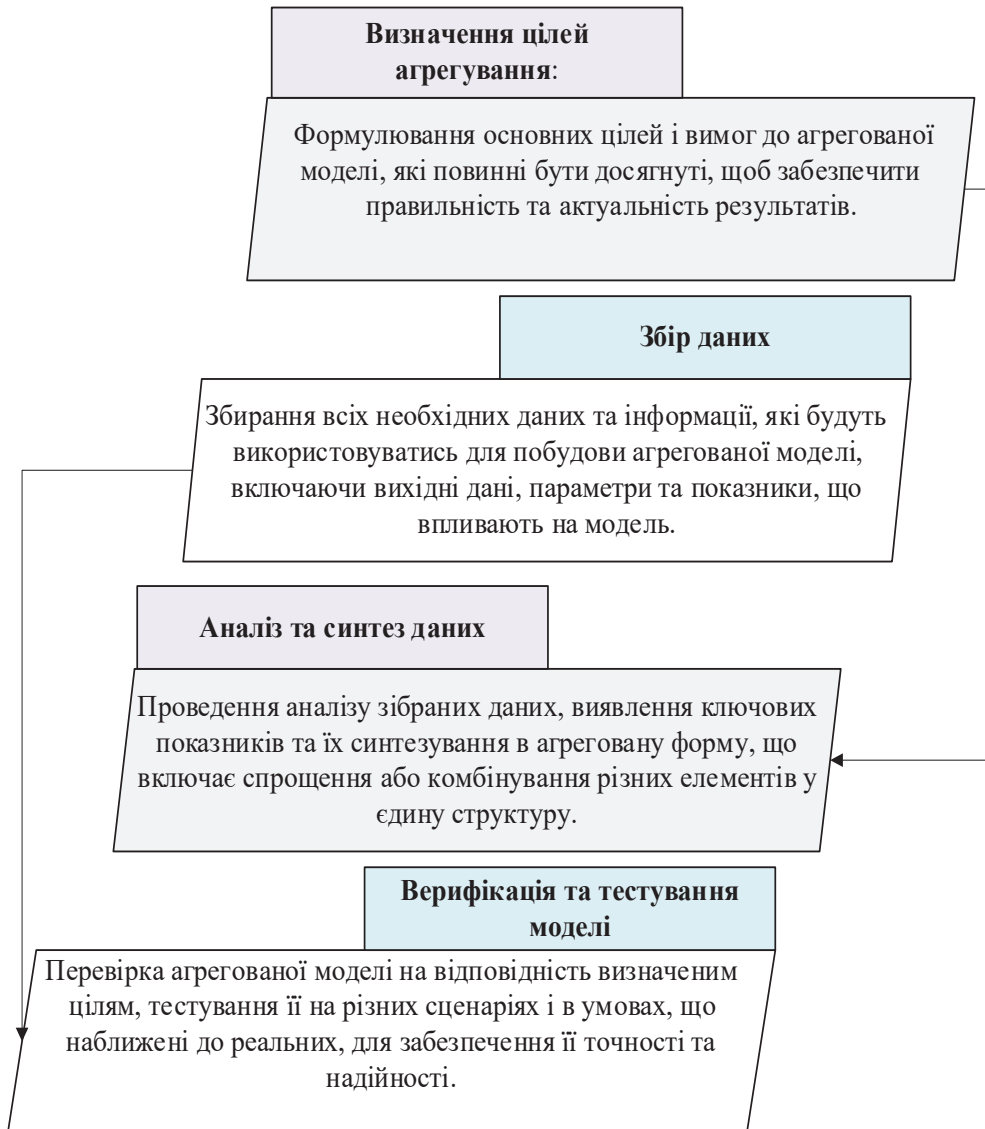 Визначення цілей
агрегування:
Формулювання основних цілей і вимог до агрегованої
моделі, які повинні бути досягнуті, щоб забезпечити
правильність та актуальність результатів.
Збір даних
Збирання всіх необхідних даних та інформації, які будуть
використовуватись для побудови агрегованої моделі,
включаючи вихідні дані, параметри та показники, що
впливають на модель.
Аналіз та синтез даних
Проведення аналізу зібраних даних, виявлення ключових
показників та їх синтезування в агреговану форму, що
включає спрощення або комбінування різних елементів у
єдину структуру.
Верифікація та тестування
моделі
Перевірка агрегованої моделі на відповідність визначеним
цілям, тестування її на різних сценаріях і в умовах, що
наближені до реальних, для забезпечення її точності та
надійності.